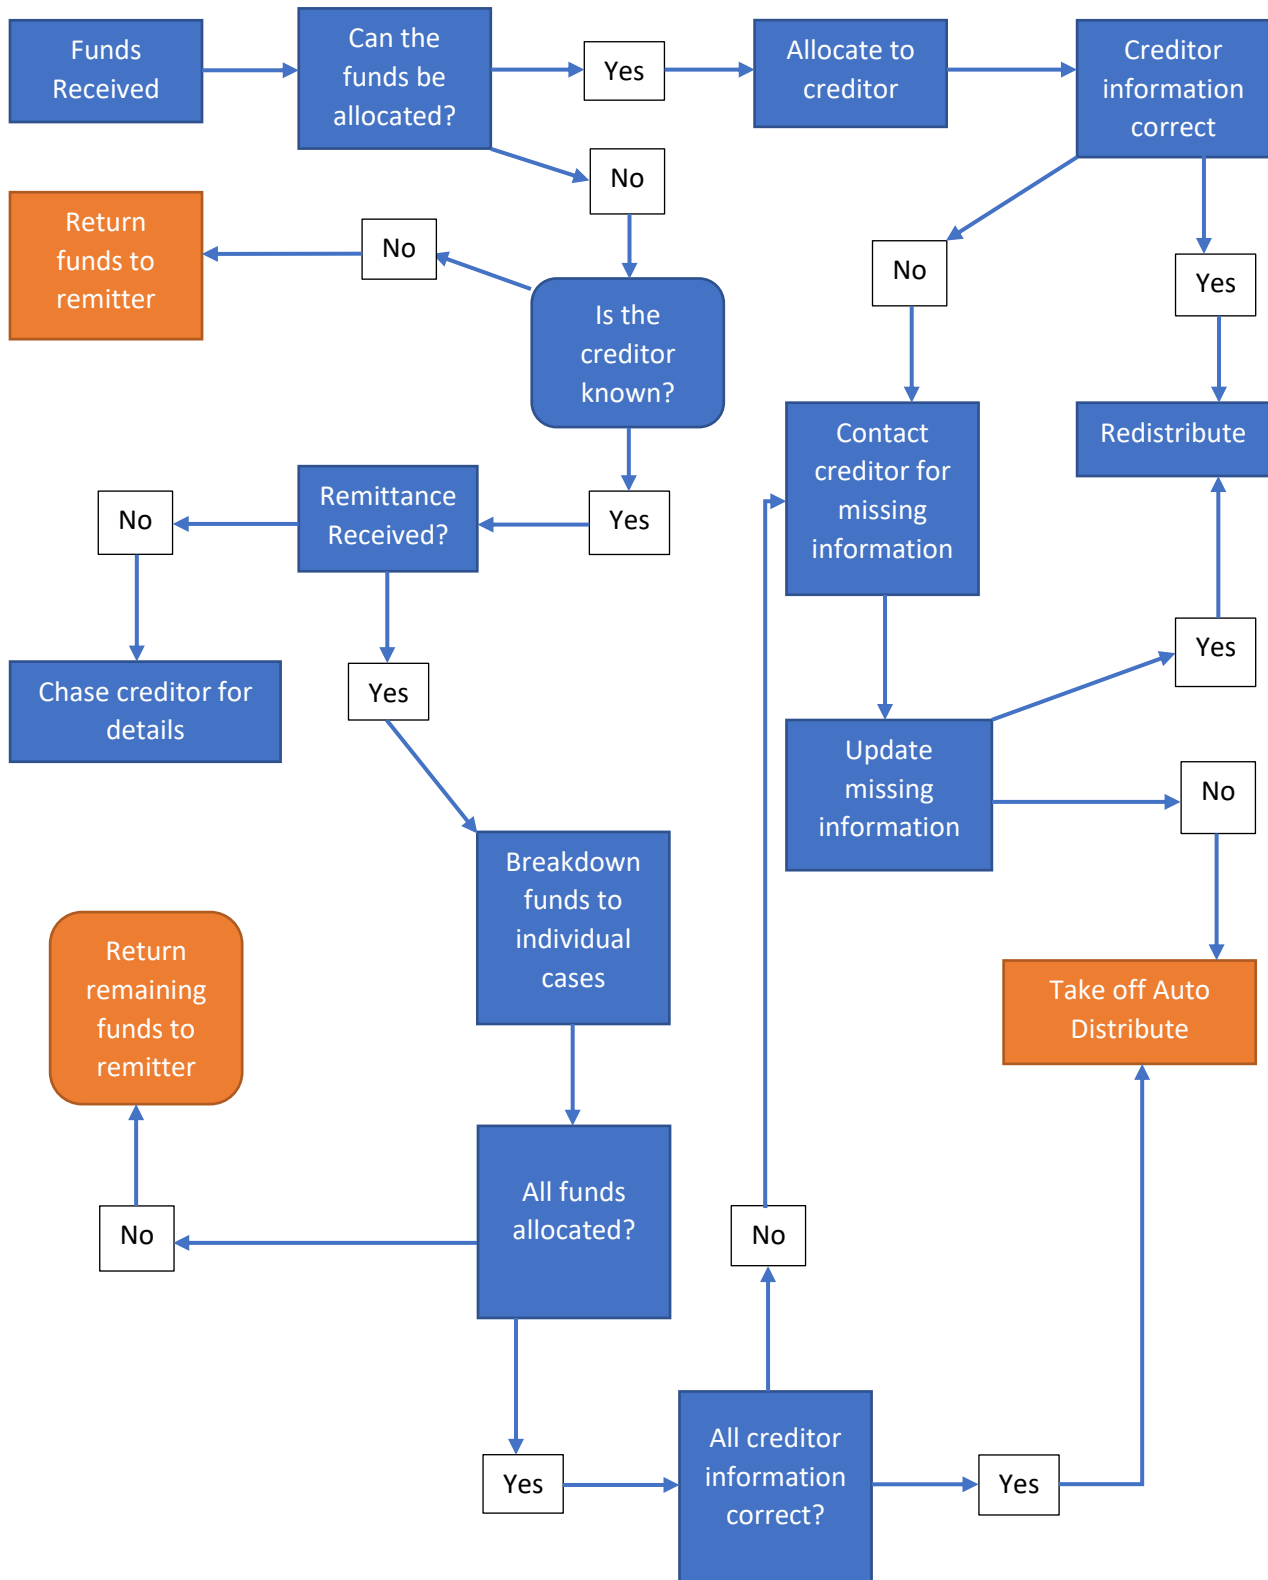 Funds
Received
Can the
funds be
allocated?
Yes
Allocate to
creditor
Creditor
information
correct
No
Return
funds to
remitter
No
No
Yes
Is the
creditor
known?
Contact
creditor for
missing
information
Redistribute
Remittance
Received?
No
Yes
Yes
Chase creditor for
details
Yes
Update
missing
information
No
Breakdown
funds to
individual
cases
Return
remaining
funds to
remitter
Take off Auto
Distribute
All funds
allocated?
No
No
All creditor
information
correct?
Yes
Yes